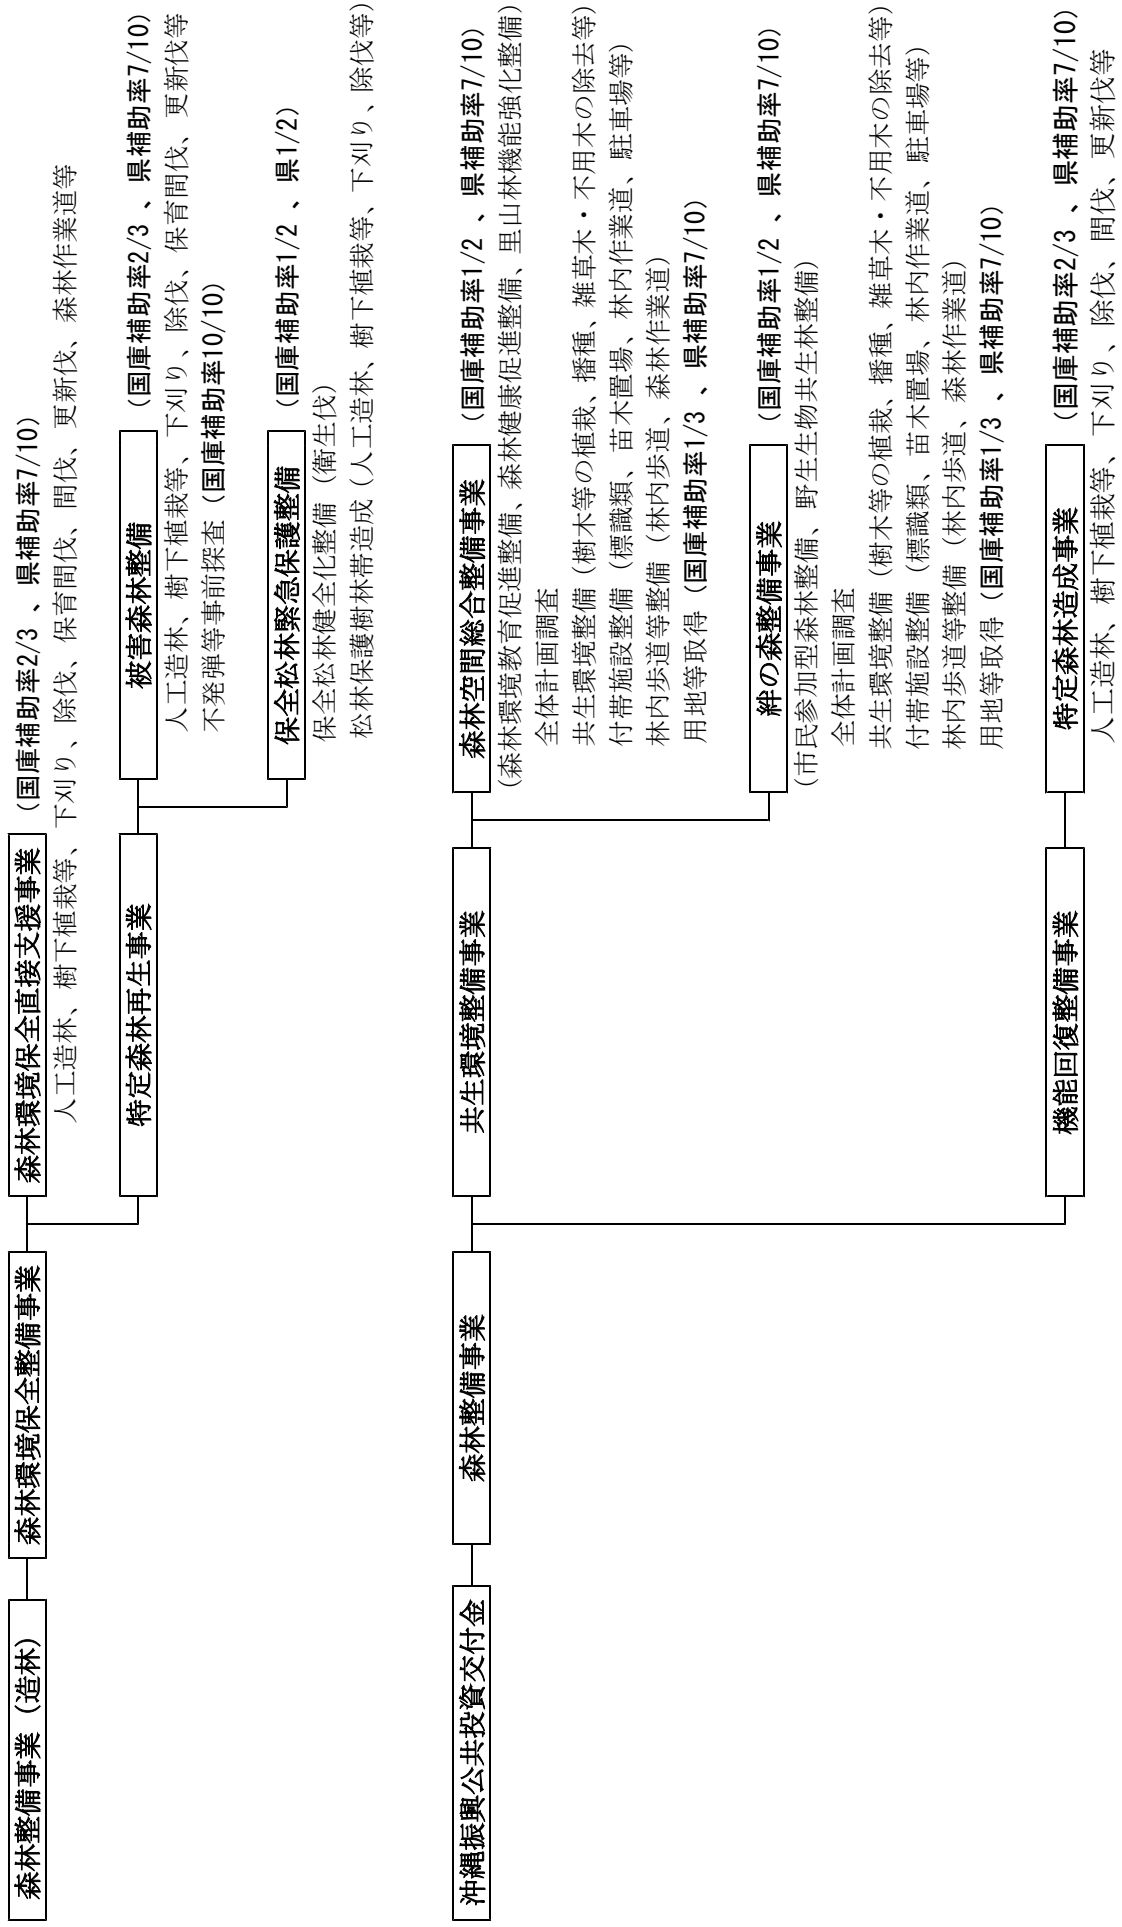 森林整備事業（造林）
森林環境保全整備事業
森林環境保全直接支援事業
（国庫補助2/3 、県補助率7/10）
人工造林、樹下植栽等、下刈り、除伐、保育間伐、間伐、更新伐、森林作業道等
特定森林再生事業
被害森林整備
（国庫補助率2/3 、県補助率7/10）
人工造林、樹下植栽等、下刈り、除伐、保育間伐、更新伐等
不発弾等事前探査（国庫補助率10/10）
保全松林緊急保護整備
（国庫補助率1/2 、県1/2）
保全松林健全化整備（衛生伐）
松林保護樹林帯造成（人工造林、樹下植栽等、下刈り、除伐等）
沖縄振興公共投資交付金
森林整備事業
共生環境整備事業
森林空間総合整備事業
（国庫補助率1/2 、県補助率7/10）
（森林環境教育促進整備、森林健康促進整備、里山林機能強化整備）
全体計画調査
共生環境整備（樹木等の植栽、播種、雑草木・不用木の除去等）
付帯施設整備（標識類、苗木置場、林内作業道、駐車場等）
林内歩道等整備（林内歩道、森林作業道）
用地等取得（国庫補助率1/3 、県補助率7/10）
絆の森整備事業
（国庫補助率1/2 、県補助率7/10）
（市民参加型森林整備、野生生物共生林整備）
全体計画調査
共生環境整備（樹木等の植栽、播種、雑草木・不用木の除去等）
付帯施設整備（標識類、苗木置場、林内作業道、駐車場等）
林内歩道等整備（林内歩道、森林作業道）
用地等取得（国庫補助率1/3 、県補助率7/10）
機能回復整備事業
特定森林造成事業
（国庫補助率2/3 、県補助率7/10）
人工造林、樹下植栽等、下刈り、除伐、間伐、更新伐等